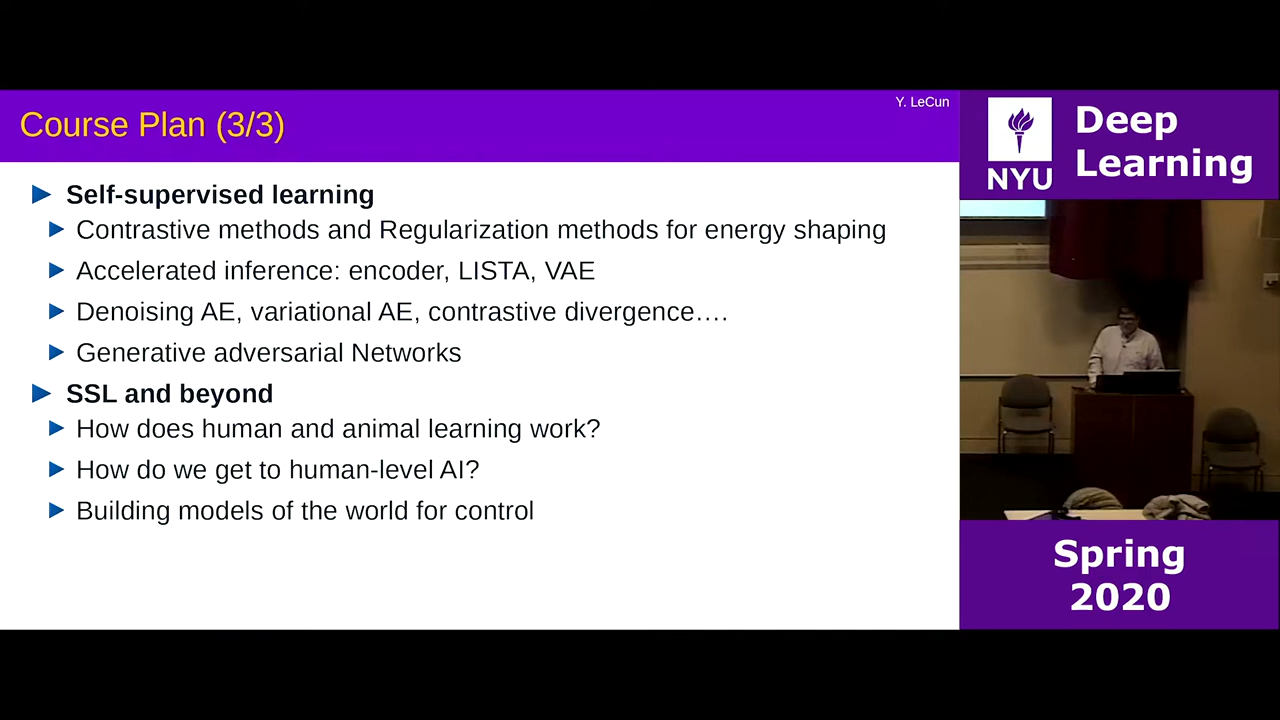 Y. LeCun
Course Plan (3/3)
Self-supervised learning
Contrastive methods and Regularization methods for energy shaping
Accelerated inference: encoder, LISTA, VAE
Denoising AE, variational AE, contrastive divergence….
Generative adversarial Networks
SSL and beyond
How does human and animal learning work?
How do we get to human-level AI?
Building models of the world for control
NYU
Deep
Learning
Spring
2020